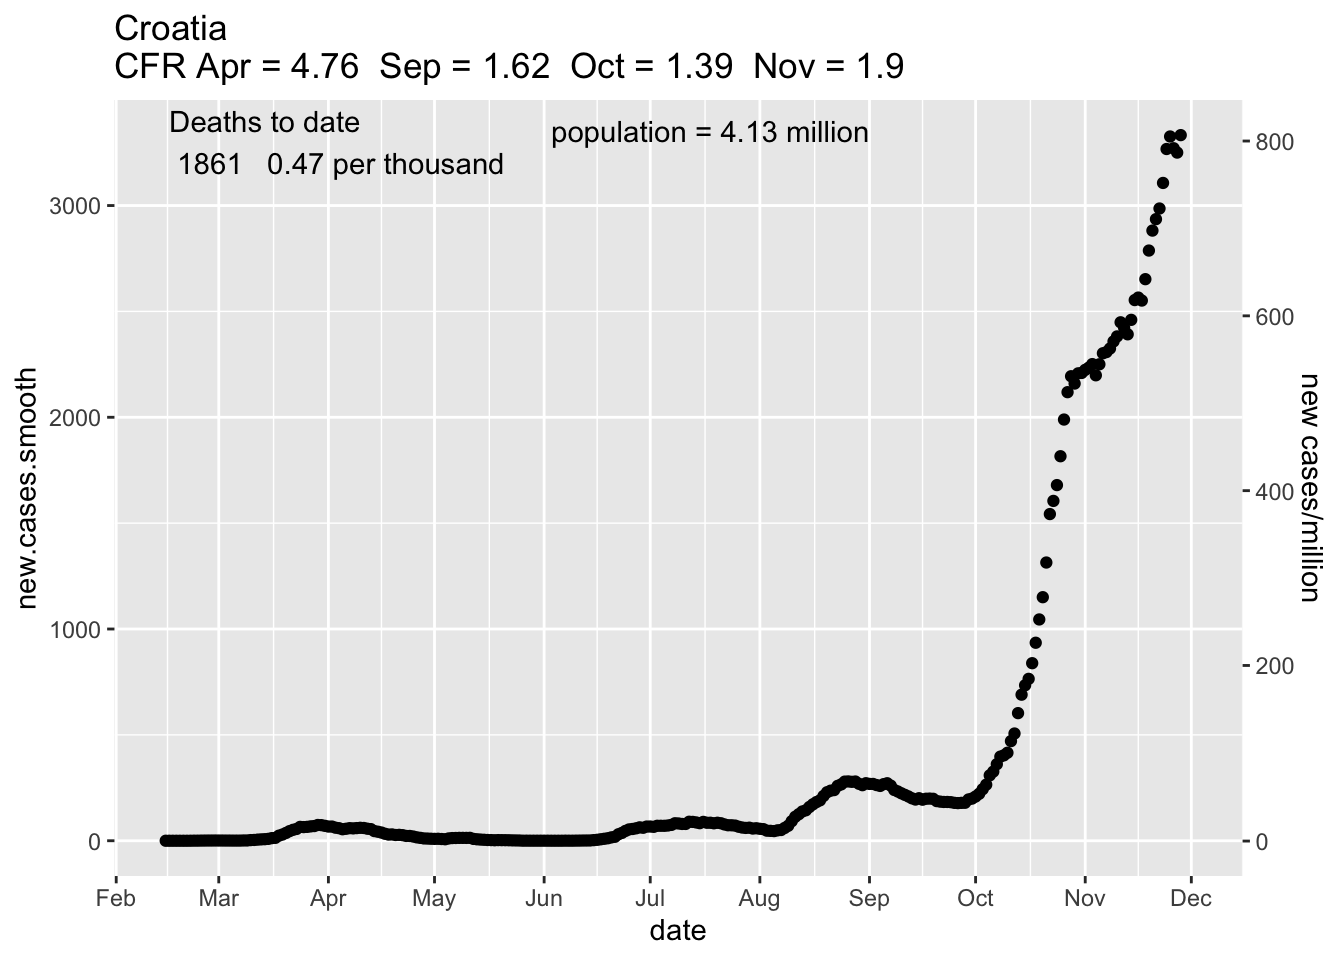 Croatia
CFR Apr = 4.76  Sep = 1.62  Oct = 1.39  Nov = 1.9
Deaths to date
1861   0.47 per thousand
population = 4.13 million
new.cases.smooth
3000
2000
1000
0
800
600
400
200
0
new cases/million
Feb Mar Apr May Jun Jul Aug Sep Oct Nov Dec
date